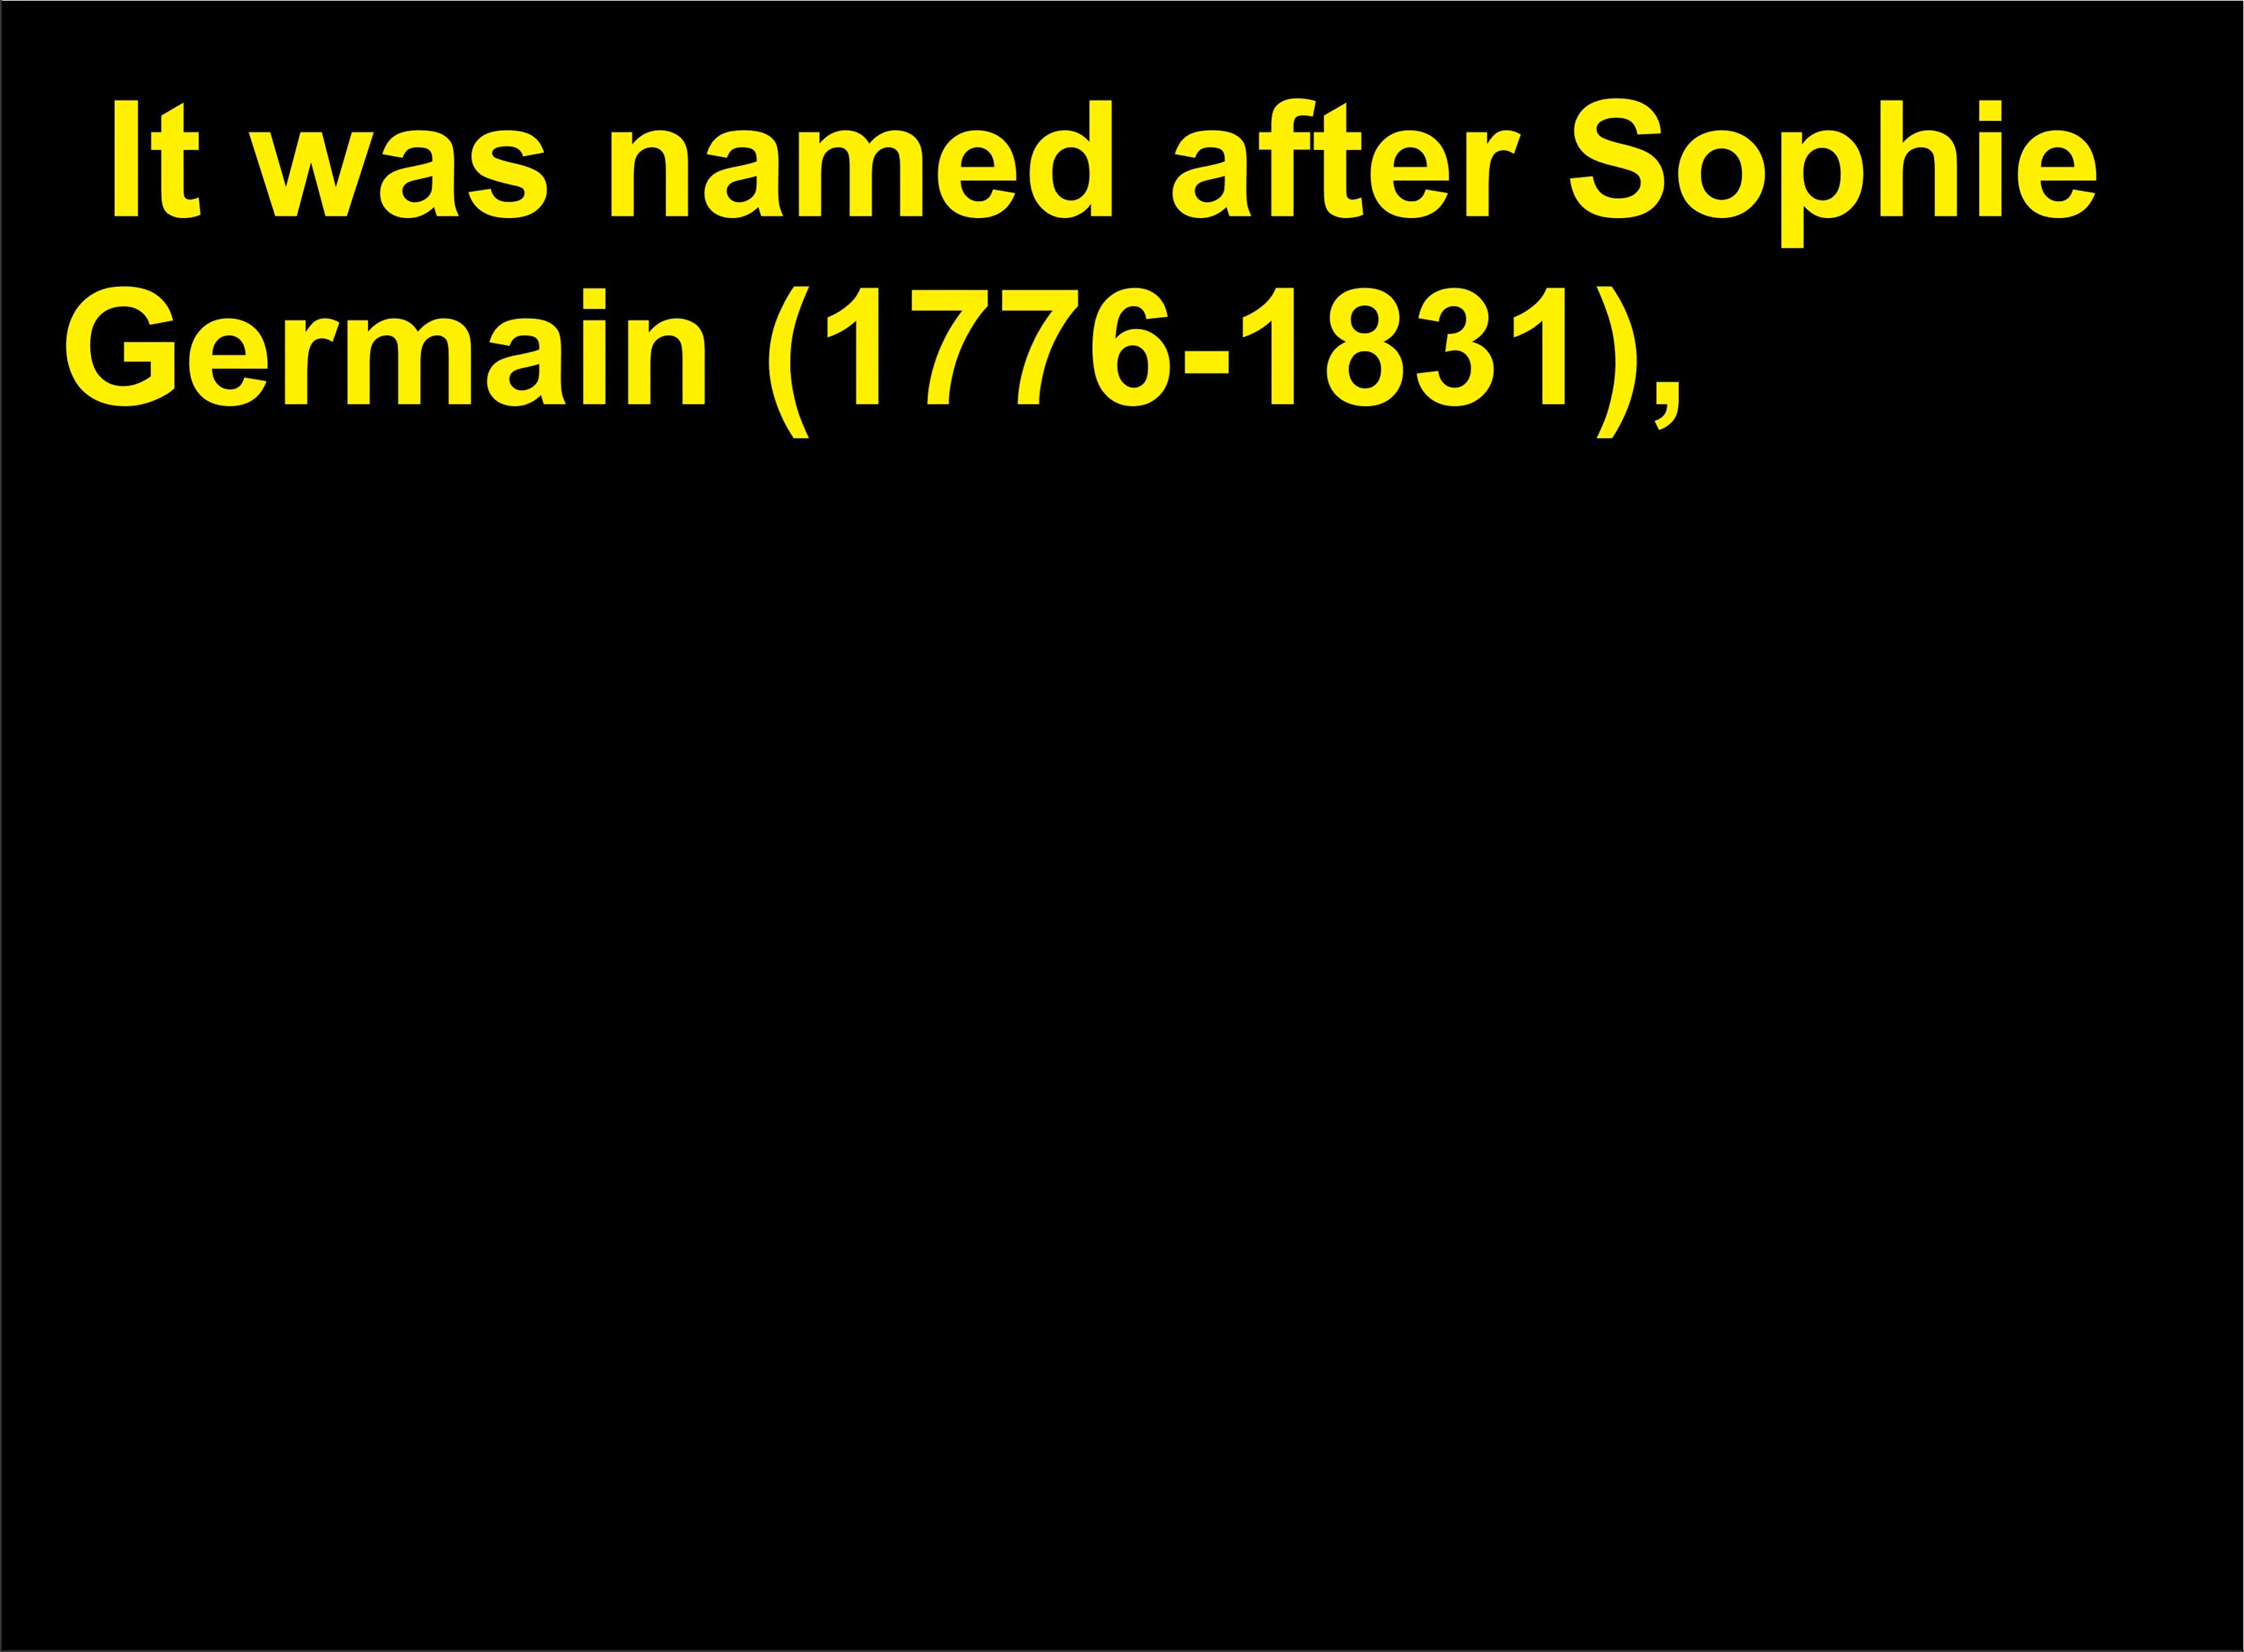 It was named after Sophie
Germain (1776-1831),